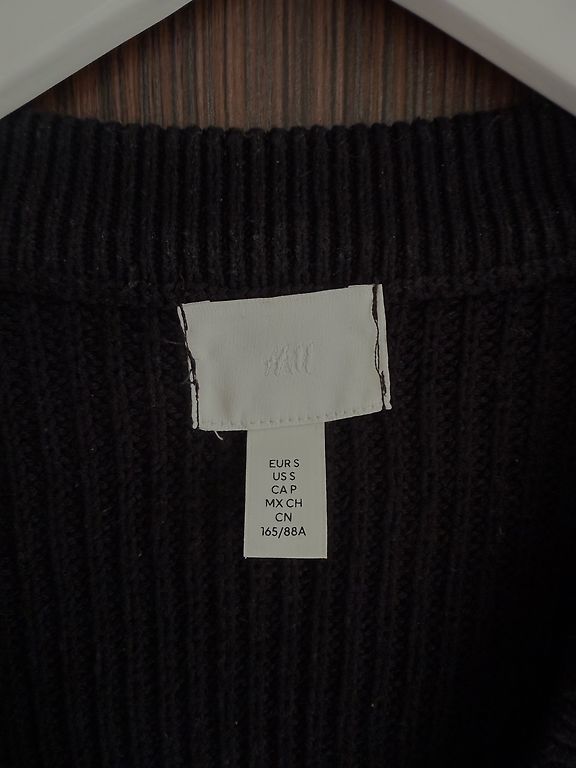 H&M
EUR S
US S
CA P
MX CH
CN
165/88A